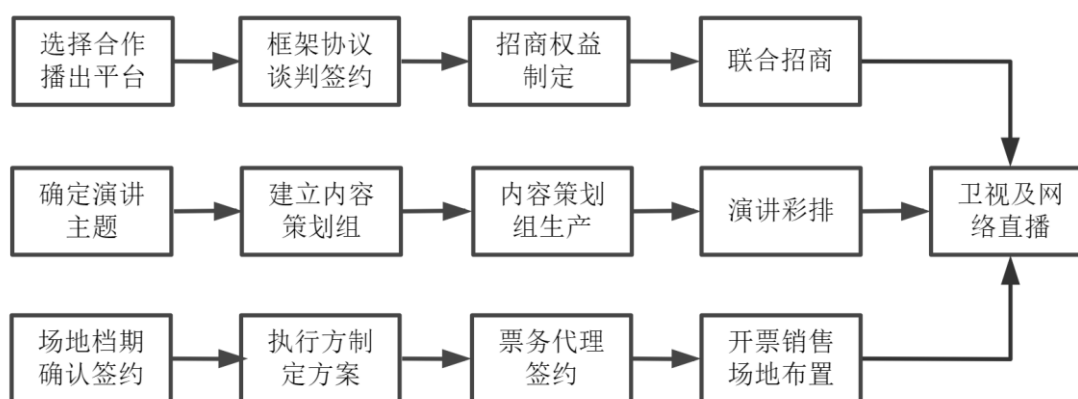 选择合作
播出平台
框架协议
谈判签约
招商权益
制定
联合招商
确定演讲
主题
建立内容
策划组
内容策划
组生产
演讲彩排
卫视及网
络直播
场地档期
确认签约
执行方制
定方案
票务代理
签约
开票销售
场地布置